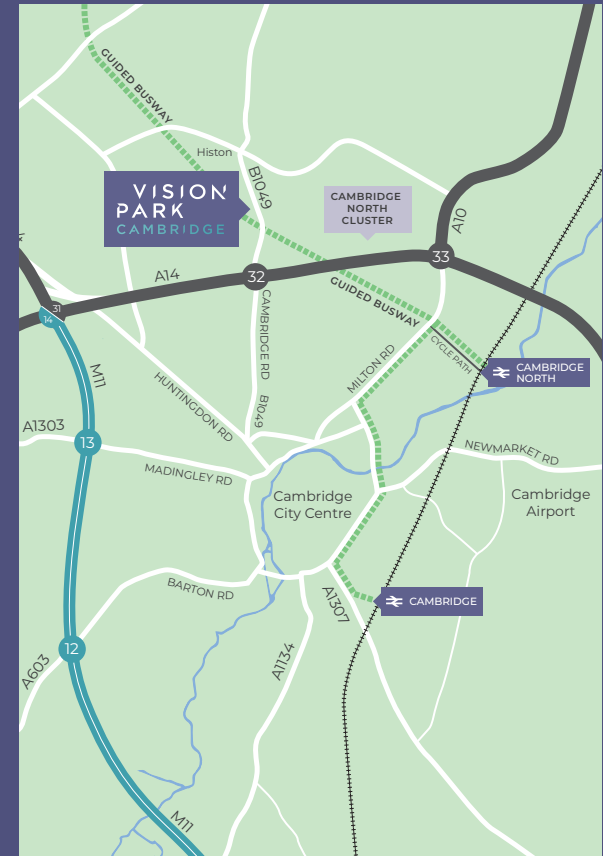 GUIDED BUSWAY
Histon
B1049
VISION
PARK
CAMBRIDGE
CAMBRIDGE
NORTH
CLUSTER
A10
33
A14
32
GUIDED BUSWAY
31
14
CAMBRIDGE RD
B1049
MILTON RD
CYCLE PATH
CAMBRIDGE
NORTH
M11
HUNTINGDON RD
A1303
13
MADINGLEY RD
NEWMARKET RD
Cambridge
City Centre
Cambridge
Airport
BARTON RD
A1307
CAMBRIDGE
12
A603
A1134
M11